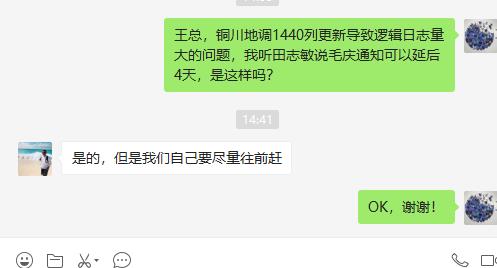 王总，铜川地调1440列更新导致逻辑日志量
大的问题，我听田志敏说毛庆通知可以延后
4天，是这样吗？
14:41
是的，但是我们自己要尽量往前赶
OK，谢谢！